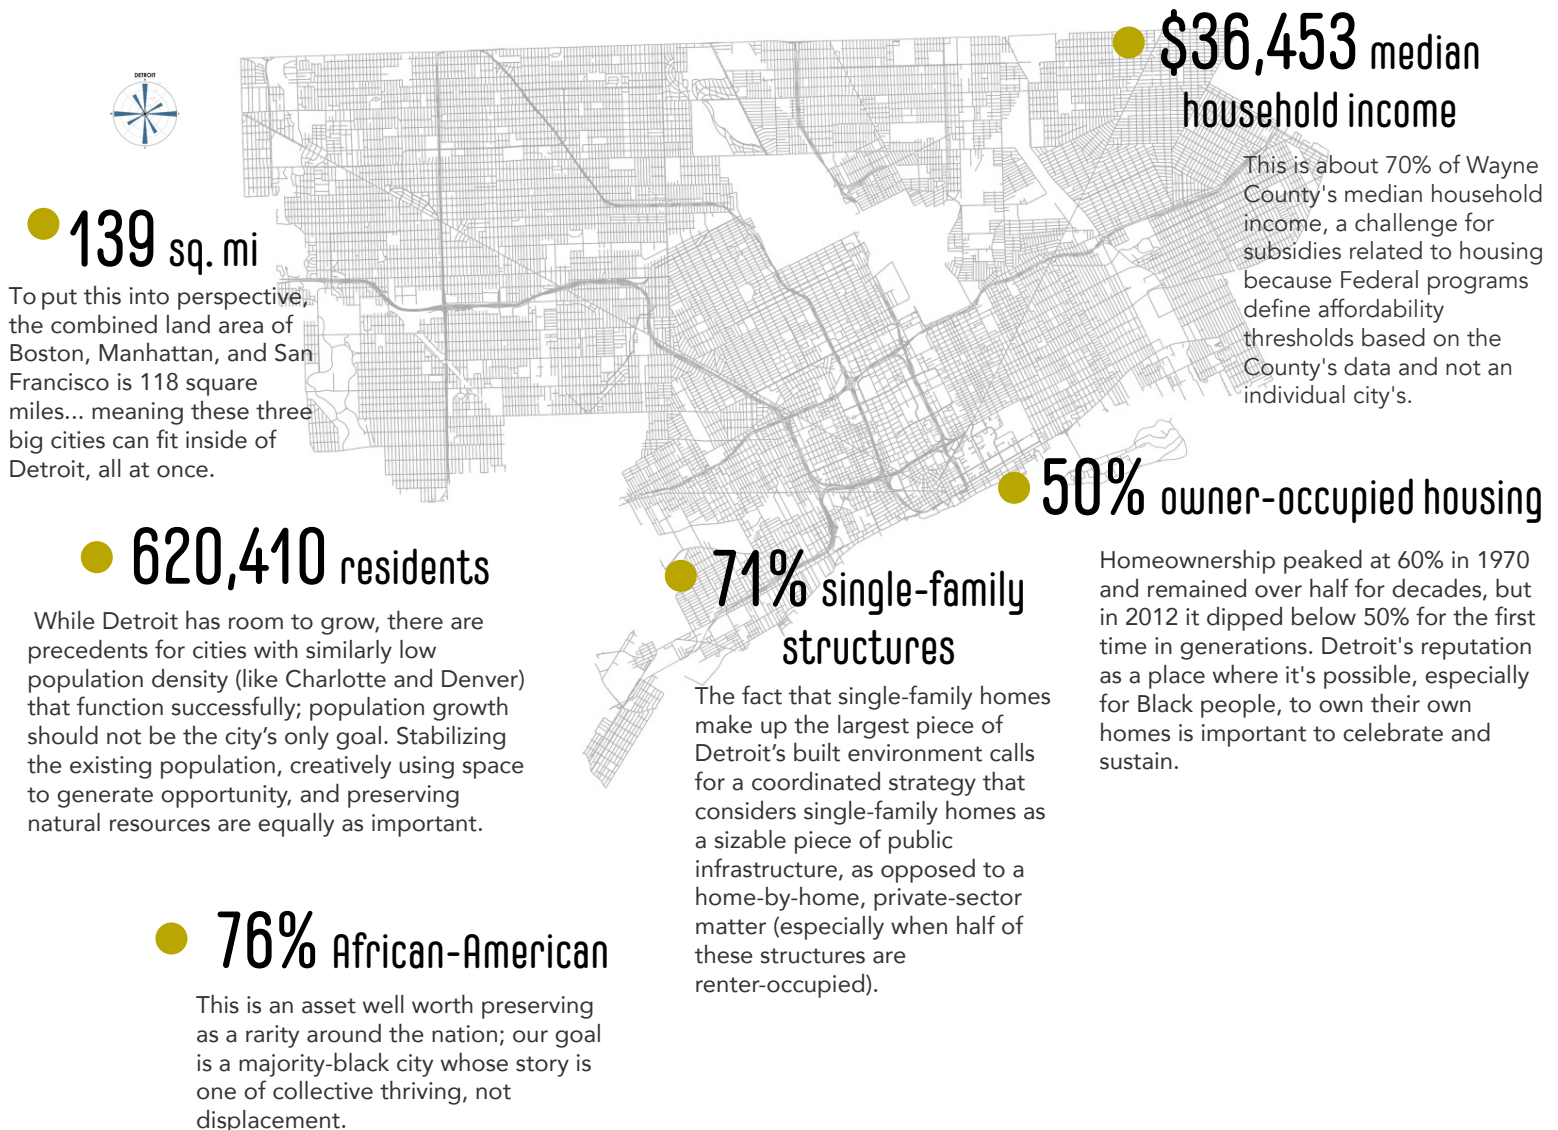 DETROIT
$36,453 median
household income
This is about 70% of Wayne
County's median household
income, a challenge for
subsidies related to housing
because Federal programs
define affordability
thresholds based on the
County's data and not an
individual city's.
139 sq. mi
To put this into perspective,
the combined land area of
Boston, Manhattan, and San
Francisco is 118 square
miles... meaning these three
big cities can fit inside of
Detroit, all at once.
50% owner-occupied housing
Homeownership peaked at 60% in 1970
and remained over half for decades, but
in 2012 it dipped below 50% for the first
time in generations. Detroit's reputation
as a place where it's possible, especially
for Black people, to own their own
homes is important to celebrate and
sustain.
620,410 residents
While Detroit has room to grow, there are
precedents for cities with similarly low
population density (like Charlotte and Denver)
that function successfully; population growth
should not be the city’s only goal. Stabilizing
the existing population, creatively using space
to generate opportunity, and preserving
natural resources are equally as important.
71% single-family
structures
The fact that single-family homes
make up the largest piece of
Detroit’s built environment calls
for a coordinated strategy that
considers single-family homes as
a sizable piece of public
infrastructure, as opposed to a
home-by-home, private-sector
matter (especially when half of
these structures are
renter-occupied).
76% African-American
This is an asset well worth preserving
as a rarity around the nation; our goal
is a majority-black city whose story is
one of collective thriving, not
displacement.